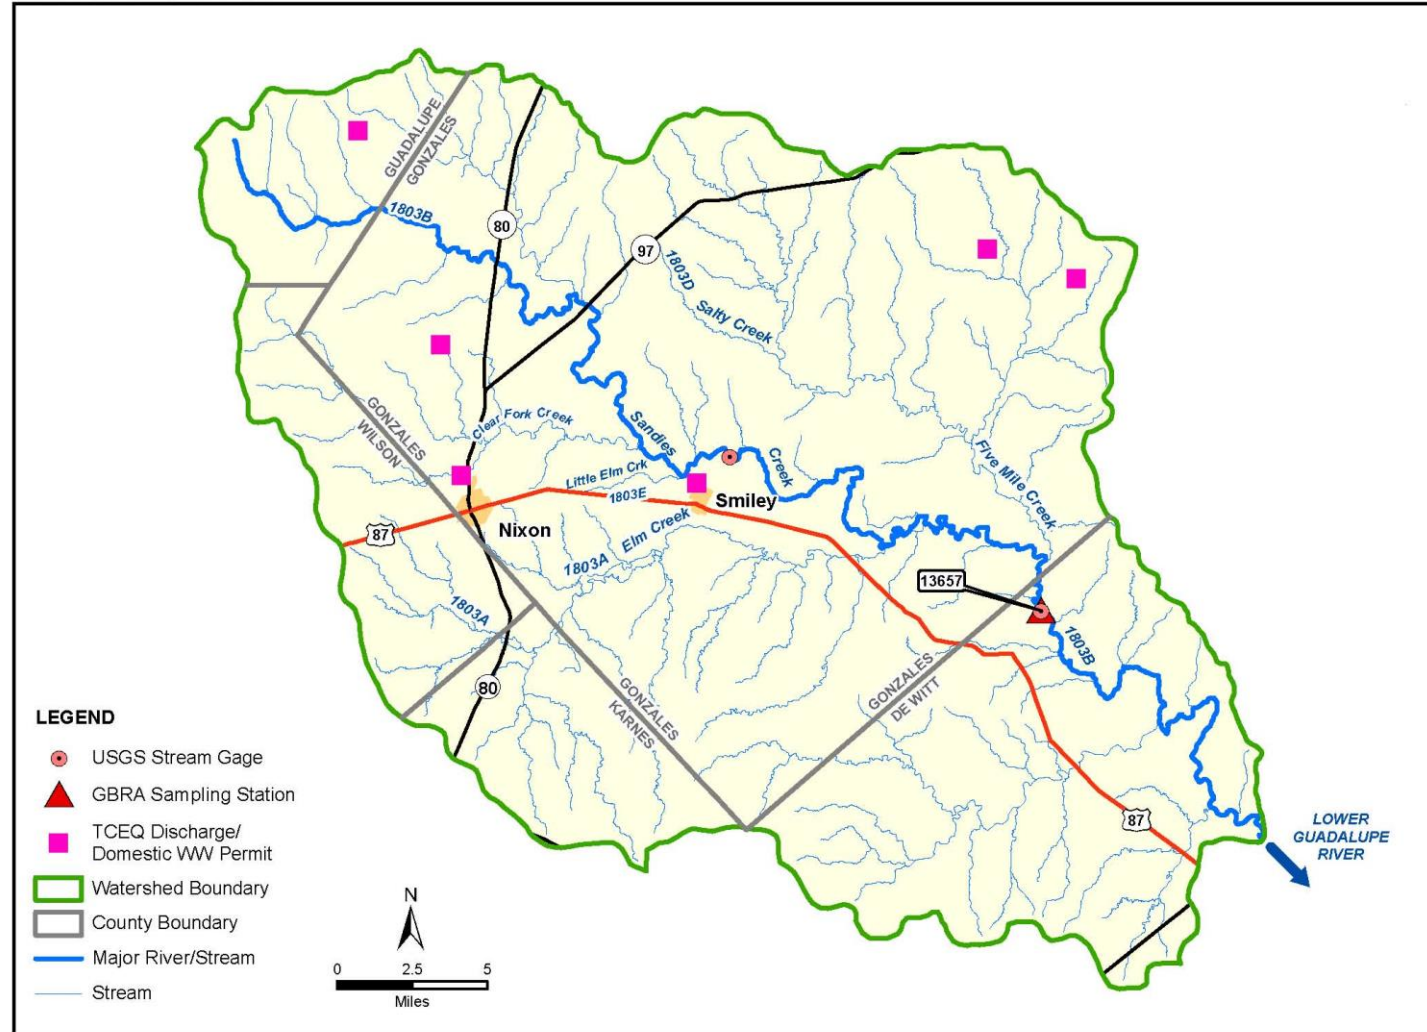 GUADALUPE
GONZALES
1803B
80
97
1803D
Salty Creek
GONZALES
WILSON
Clear Fork Creek
Sandies
Creek
Five Mile Creek
Little Elm Crk
1803E
Smiley
87
Nixon
1803A
Elm Creek
13657
1803A
1803B
GONZALES
DE WITT
GONZALES
KARNES
80
87
LOWER
GUADALUPE
RIVER
LEGEND
USGS Stream Gage
GBRA Sampling Station
TCEQ Discharge/
Domestic WW Permit
Watershed Boundary
County Boundary
Major River/Stream
Stream
N
0 2.5 5
Miles